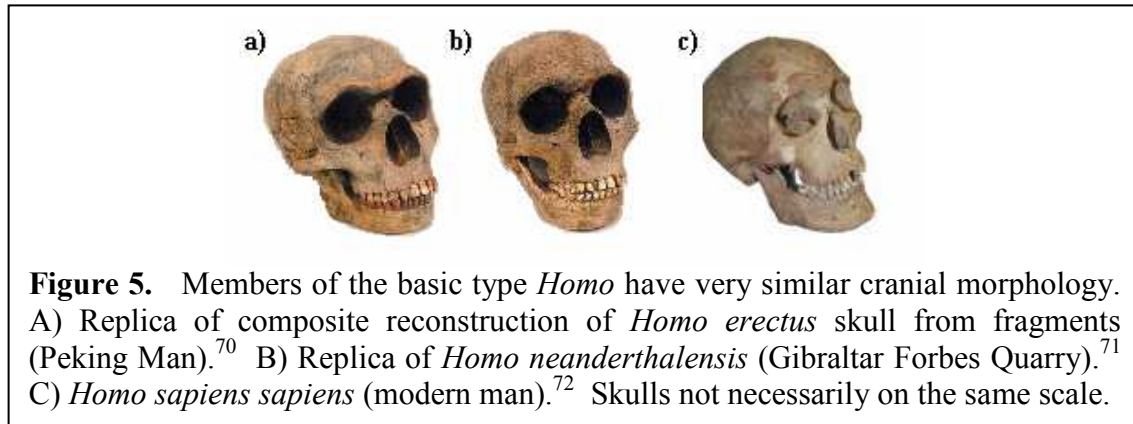 a) b) c)
Figure 5. Members of the basic type Homo have very similar cranial morphology.
A) Replica of composite reconstruction of Homo erectus skull from fragments
(Peking Man).70 B) Replica of Homo neanderthalensis (Gibraltar Forbes Quarry).71
C) Homo sapiens sapiens (modern man).72 Skulls not necessarily on the same scale.